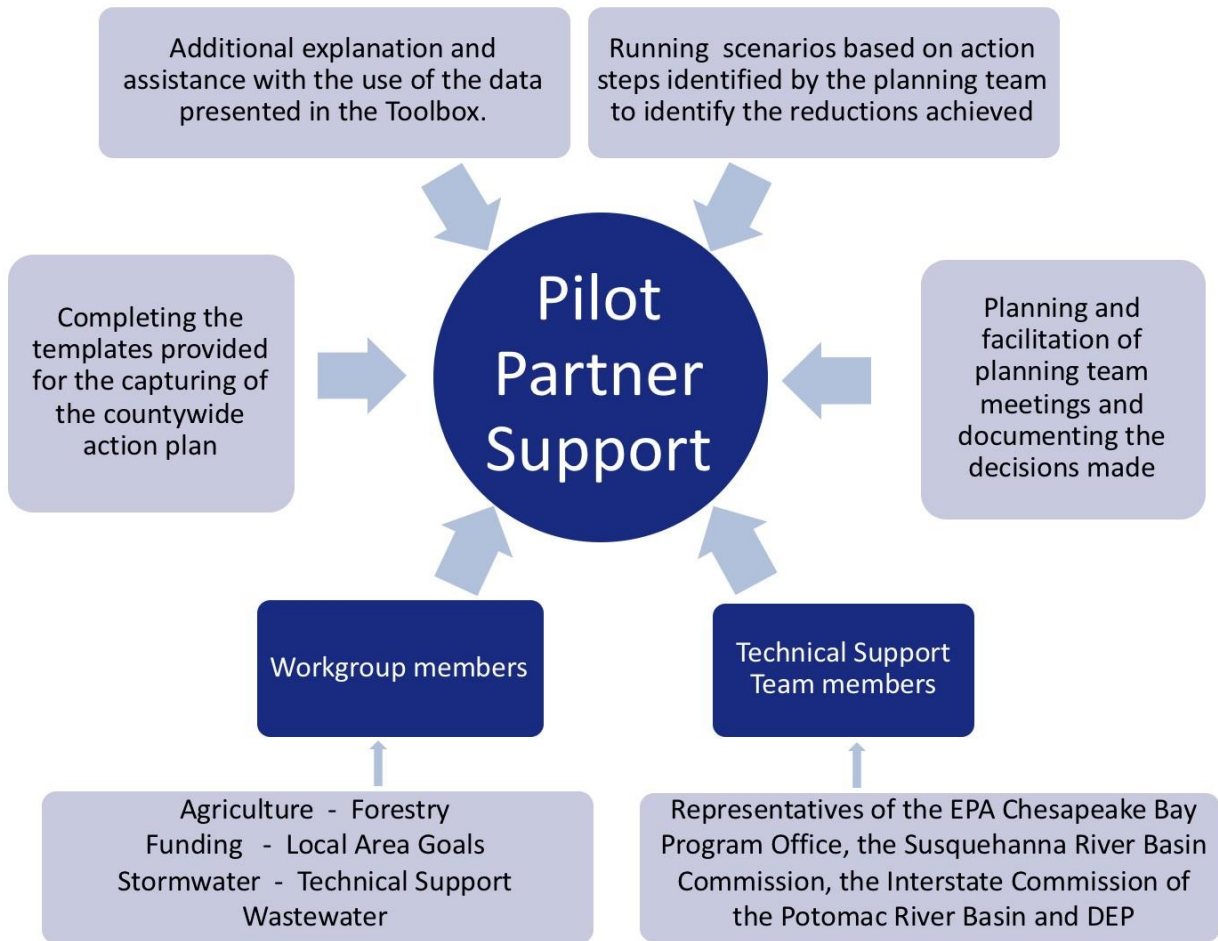 Additional explanation and
assistance with the use of the data
presented in the Toolbox.
Running scenarios based on action
steps identified by the planning team
to identify the reductions achieved
Completing the
templates provided
for the capturing of
the countywide
action plan
Pilot
Partner
Support
Planning and
facilitation of
planning team
meetings and
documenting the
decisions made
Workgroup members
Technical Support
Team members
Agriculture - Forestry
Funding - Local Area Goals
Stormwater - Technical Support
Wastewater
Representatives of the EPA Chesapeake Bay
Program Office, the Susquehanna River Basin
Commission, the Interstate Commission of
the Potomac River Basin and DEP